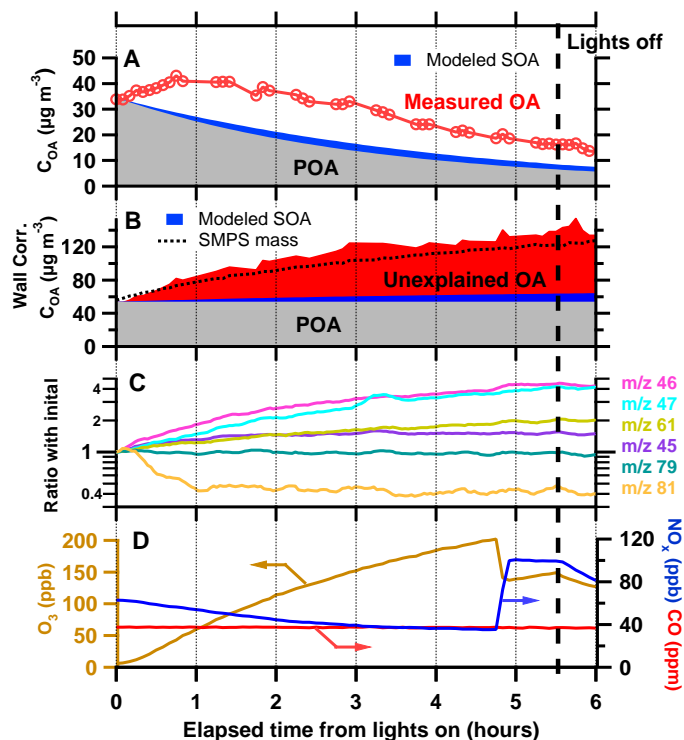 A
Modeled SOA
Lights off
Measured OA
POA
C_OA (µg m⁻³)
50
40
30
20
10
0
B
Modeled SOA
SMPS mass
Unexplained OA
POA
Wall Corr.
C_OA (µg m⁻³)
120
80
40
0
C
Ratio with inital
4
2
1
0.4
m/z 46
m/z 47
m/z 61
m/z 45
m/z 79
m/z 81
D
O₃ (ppb)
200
150
100
50
0
120
80
40
0
NOₓ (ppb)
CO (ppm)
0 1 2 3 4 5 6
Elapsed time from lights on (hours)